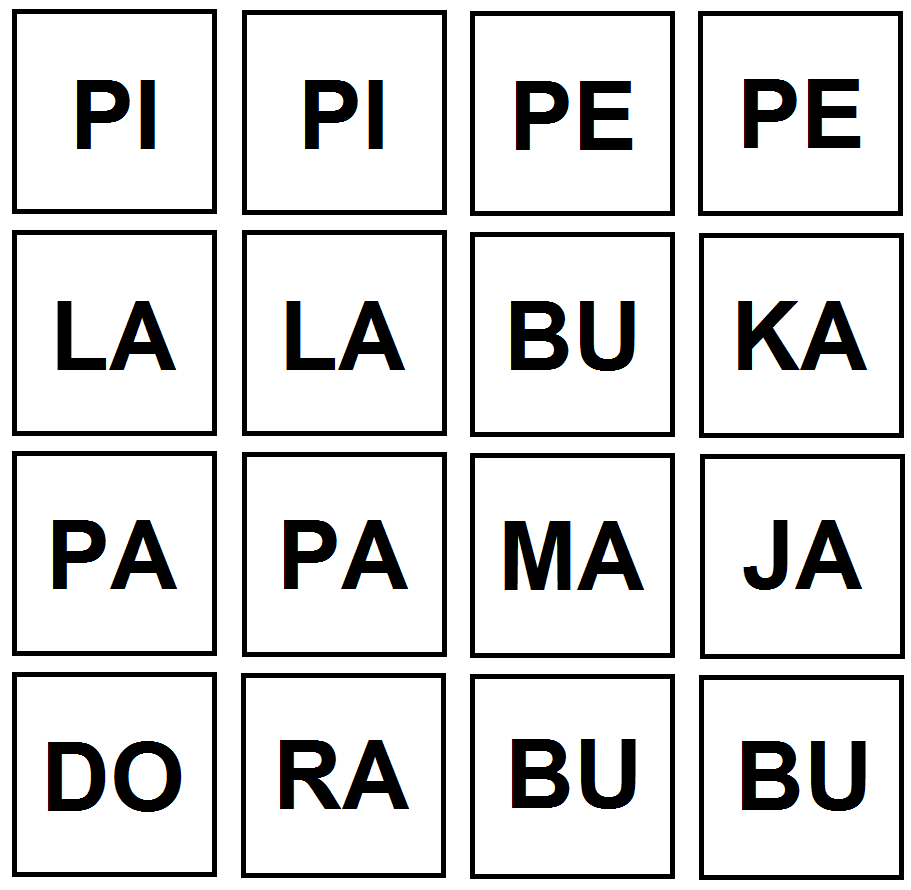 PI PI PE PE
LA LA BU KA
PA PA MA JA
DO RA BU BU